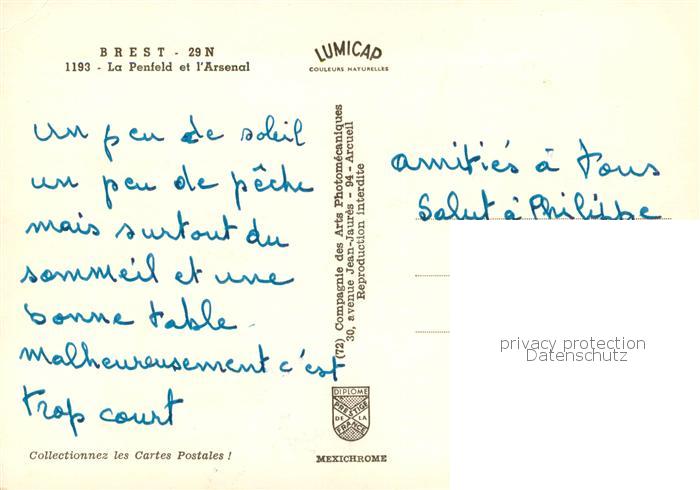 BREST - 29N
1193 - La Penfeld et l'Arsenal
LUMICAP
COULEURS NATURELLES
un peu de soleil
un peu de pêche
mais surtout du
sommeil et une
bonne table.
malheureusement c'est
trop court
Collectionnez les Cartes Postales !
(72) Compagnie des Arts Photomécaniques
30, avenue Jean-Jaurés - 94 - Arcueil
Reproduction interdite
DIPLOME
PRESTIGE
DE LA
FRANCE
MEXICHROME
amitiés à tous
Salut à Philippe
privacy protection
Datenschutz